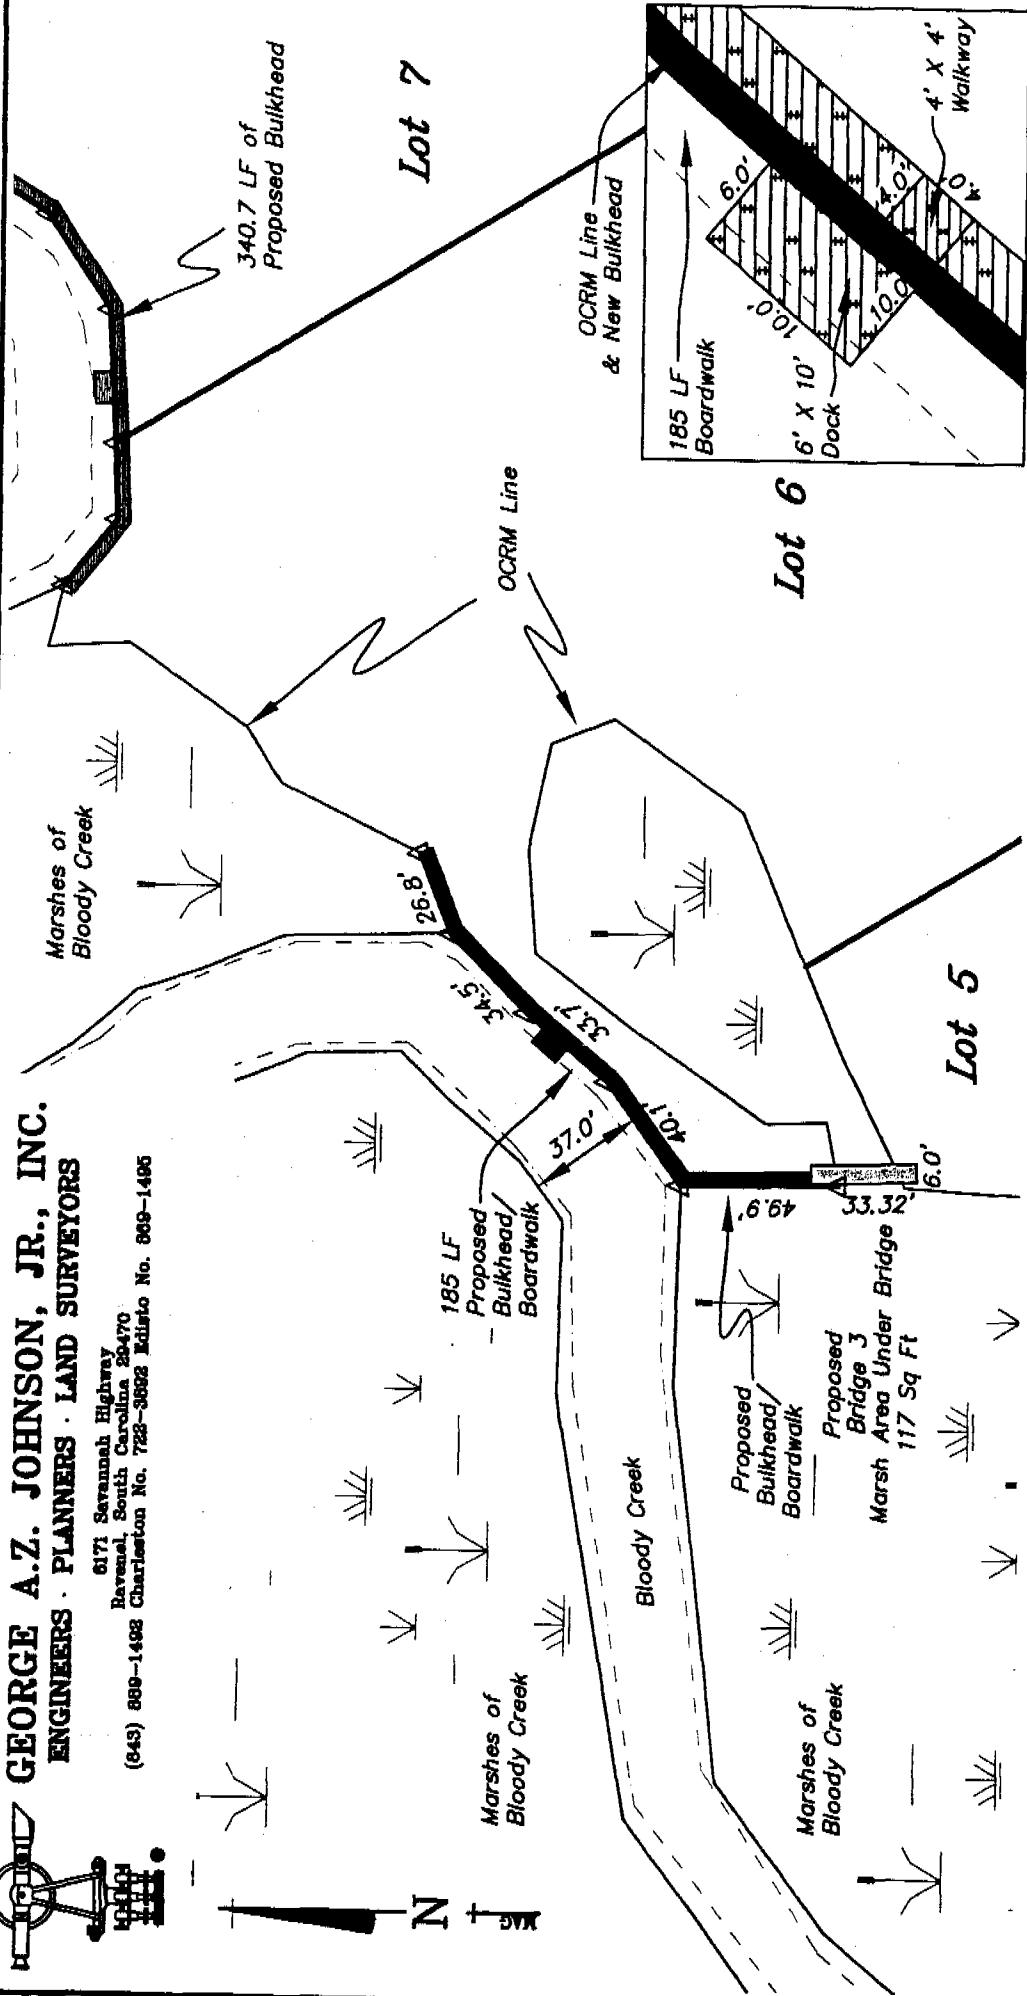 GEORGE A.Z. JOHNSON, JR., INC.
ENGINEERS · PLANNERS · LAND SURVEYORS
6171 Savannah Highway
Ravenel, South Carolina 29470
(843) 889-1492 Charleston No. 722-3892 Edisto No. 869-1495
N
MAG
Marshes of
Bloody Creek
340.7 LF of
Proposed Bulkhead
Lot 7
OCRM Line
OCRM Line
& New Bulkhead
185 LF
Boardwalk
6' X 10'
Dock
6.0'
10.0'
10.0'
4.0'
4.0'
4' X 4'
Walkway
Lot 6
26.8'
34.5'
33.7'
40.1'
37.0'
49.9'
33.32'
6.0'
185 LF
Proposed
Bulkhead/
Boardwalk
Lot 5
Proposed
Bulkhead/
Boardwalk
Proposed
Bridge 3
Marsh Area Under Bridge
117 Sq Ft
Bloody Creek
Marshes of
Bloody Creek
Marshes of
Bloody Creek